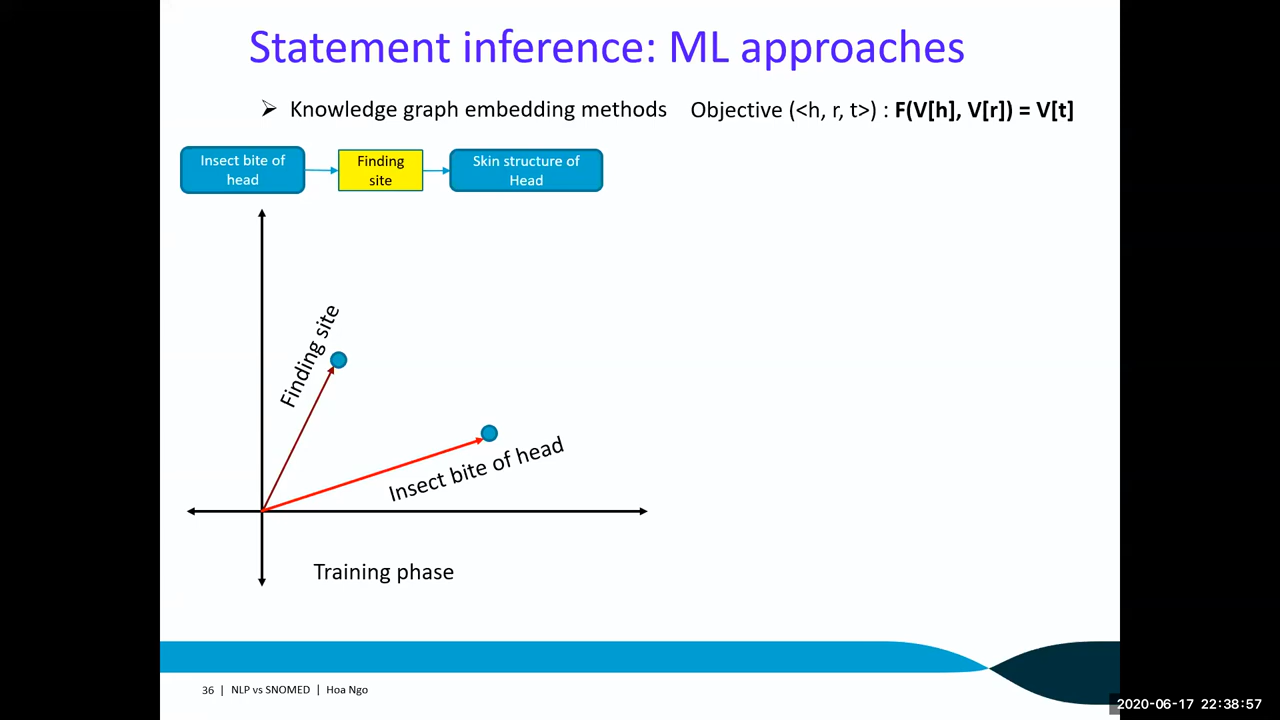 Statement inference: ML approaches
➢ Knowledge graph embedding methods Objective (<h, r, t>) : F(V[h], V[r]) = V[t]
Insect bite of
head
Finding
site
Skin structure of
Head
Finding site
Insect bite of head
Training phase
36 | NLP vs SNOMED | Hoa Ngo
2020-06-17 22:38:57